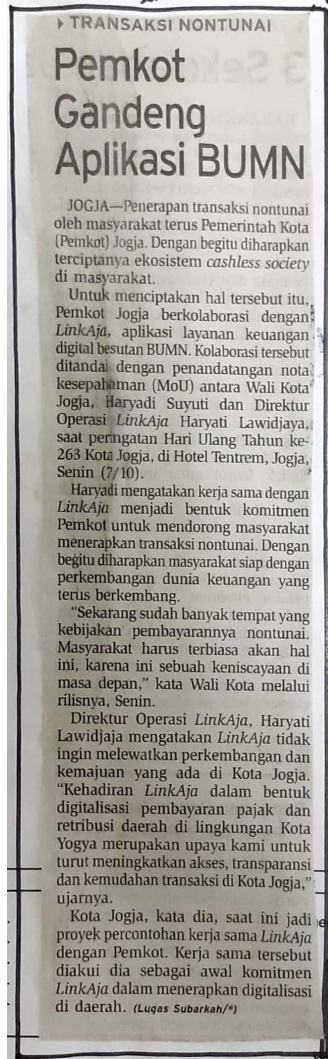 TRANSAKSI NONTUNAI
Pemkot
Gandeng
Aplikasi BUMN
JOGJA—Penerapan transaksi nontunai
oleh masyarakat terus Pemerintah Kota
(Pemkot) Jogja. Dengan begitu diharapkan
terciptanya ekosistem cashless society
di masyarakat.
Untuk menciptakan hal tersebut itu,
Pemkot Jogja berkolaborasi dengan
LinkAja, aplikasi layanan keuangan
digital besutan BUMN. Kolaborasi tersebut
ditandai dengan penandatangan nota
kesepahaman (MoU) antara Wali Kota
Jogja, Haryadi Suyuti dan Direktur
Operasi LinkAja Haryati Lawidjaya,
saat peringatan Hari Ulang Tahun ke-
263 Kota Jogja, di Hotel Tentrem, Jogja,
Senin (7/10).
Haryadi mengatakan kerja sama dengan
LinkAja menjadi bentuk komitmen
Pemkot untuk mendorong masyarakat
menerapkan transaksi nontunai. Dengan
begitu diharapkan masyarakat siap dengan
perkembangan dunia keuangan yang
terus berkembang.
“Sekarang sudah banyak tempat yang
kebijakan pembayarannya nontunai.
Masyarakat harus terbiasa akan hal
ini, karena ini sebuah keniscayaan di
masa depan,” kata Wali Kota melalui
rilisnya, Senin.
Direktur Operasi LinkAja, Haryati
Lawidjaja mengatakan LinkAja tidak
ingin melewatkan perkembangan dan
kemajuan yang ada di Kota Jogja.
“Kehadiran LinkAja dalam bentuk
digitalisasi pembayaran pajak dan
retribusi daerah di lingkungan Kota
Yogya merupakan upaya kami untuk
turut meningkatkan akses, transparansi
dan kemudahan transaksi di Kota Jogja,”
ujarnya.
Kota Jogja, kata dia, saat ini jadi
proyek percontohan kerja sama LinkAja
dengan Pemkot. Kerja sama tersebut
diakui dia sebagai awal komitmen
LinkAja dalam menerapkan digitalisasi
di daerah. (Lugas Subarkah/*)